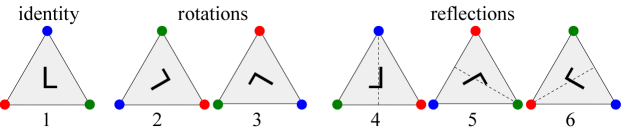 identity rotations reflections
L L L L L L
1 2 3 4 5 6